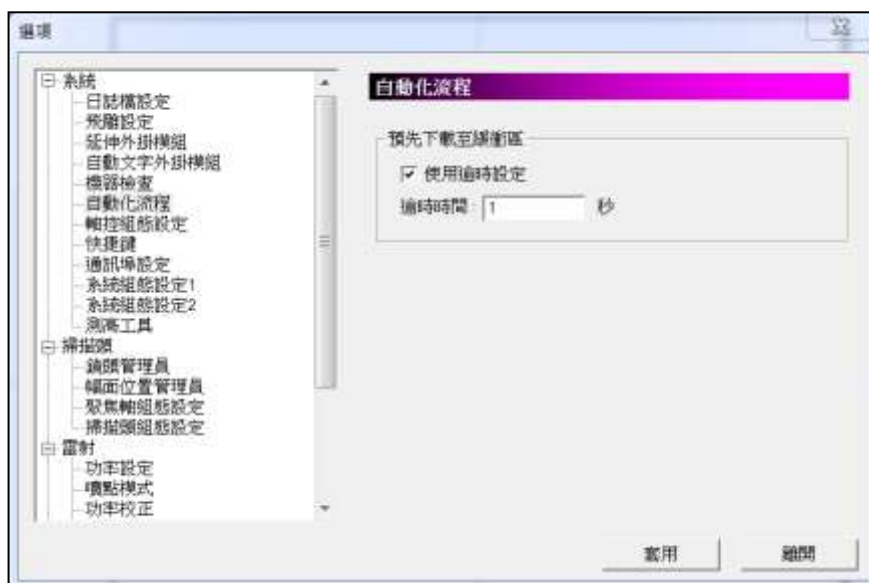 選項
系統
日誌檔設定
飛雕設定
延伸外掛模組
自動文字外掛模組
機器檢查
自動化流程
軸控組態設定
快捷鍵
通訊埠設定
系統組態設定1
系統組態設定2
測高工具
掃描頭
鏡頭管理員
幅面位置管理員
聚焦軸組態設定
掃描頭組態設定
雷射
功率設定
噴點模式
功率校正
自動化流程
預先下載至緩衝區
使用逾時設定
逾時時間: 1 秒
套用
離開